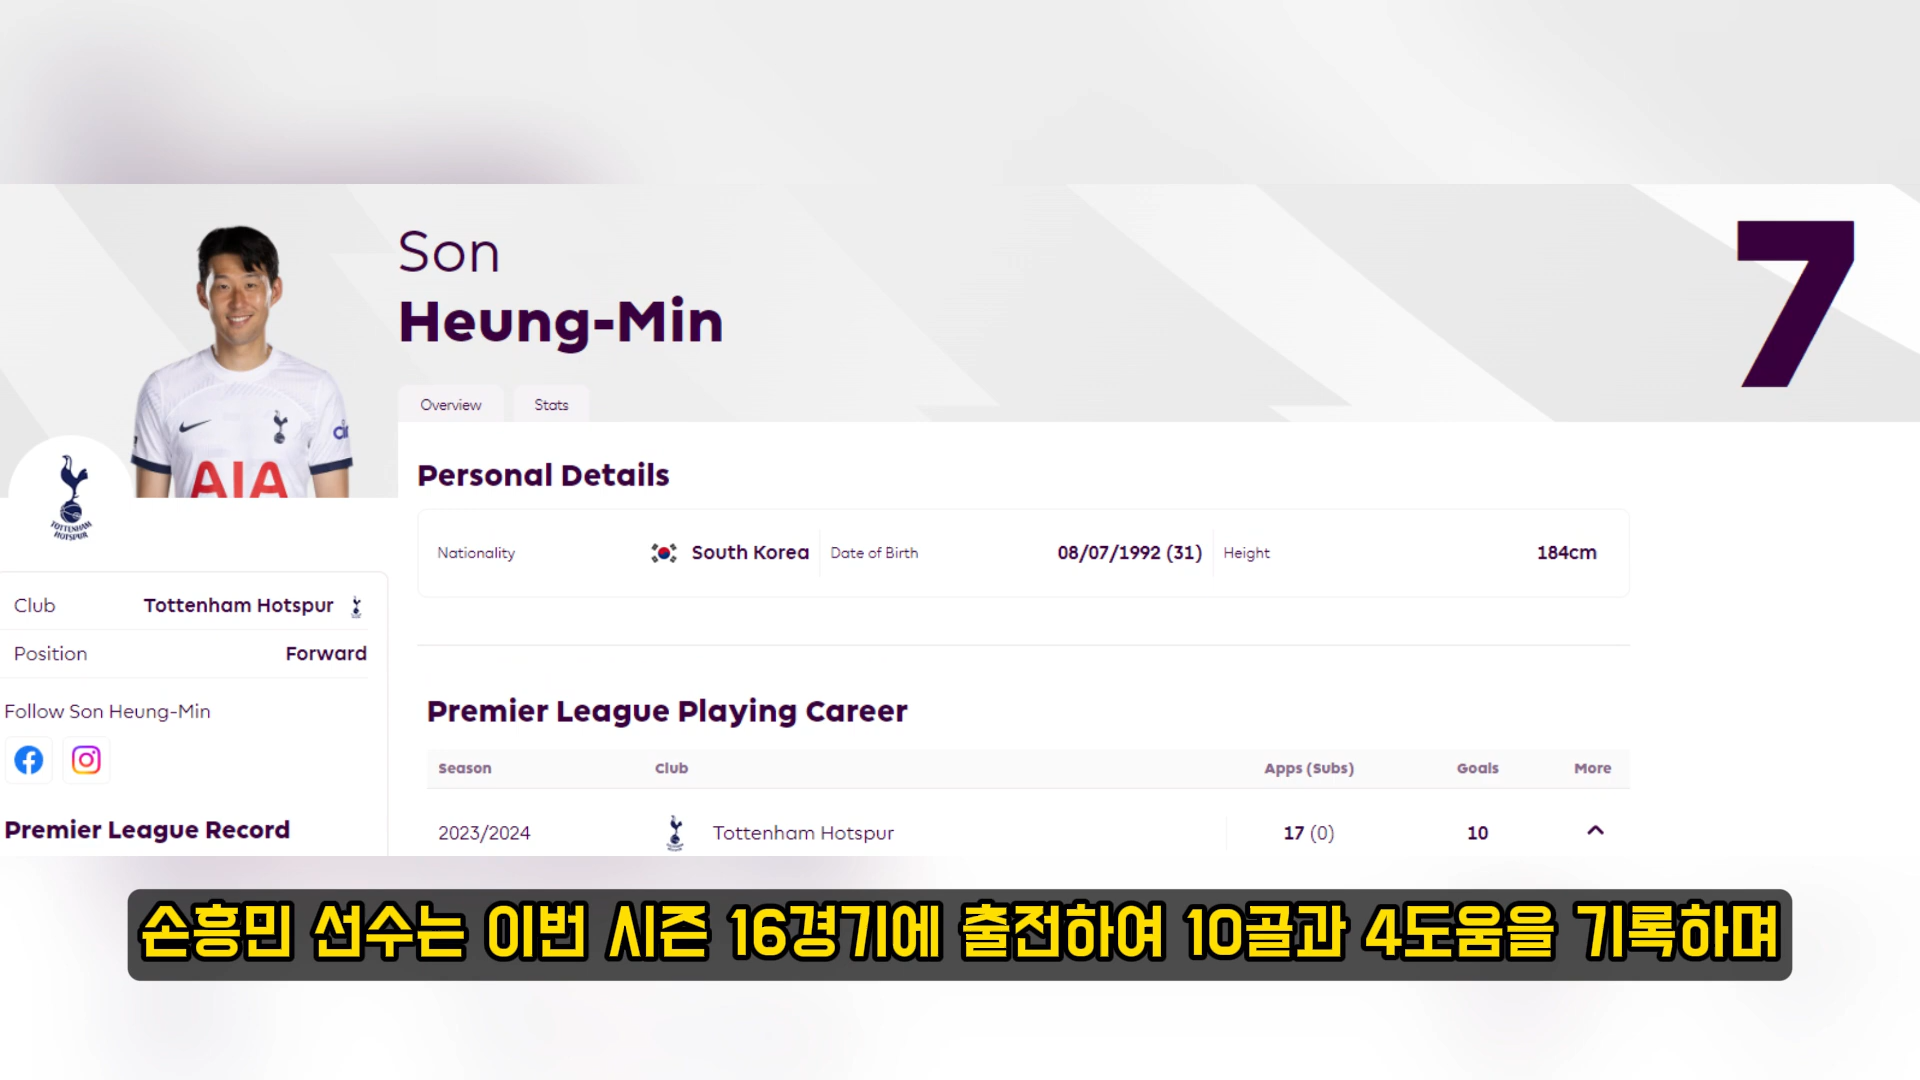 Son
Heung-Min
7
Overview
Stats
AIA
TOTTENHAM
HOTSPUR
Club Tottenham Hotspur
Position Forward
Follow Son Heung-Min
Premier League Record
Personal Details
Nationality South Korea Date of Birth 08/07/1992 (31) Height 184cm
Premier League Playing Career
Season Club Apps (Subs) Goals More
2023/2024 Tottenham Hotspur 17 (0) 10
손흥민 선수는 이번 시즌 16경기에 출전하여 10골과 4도움을 기록하며